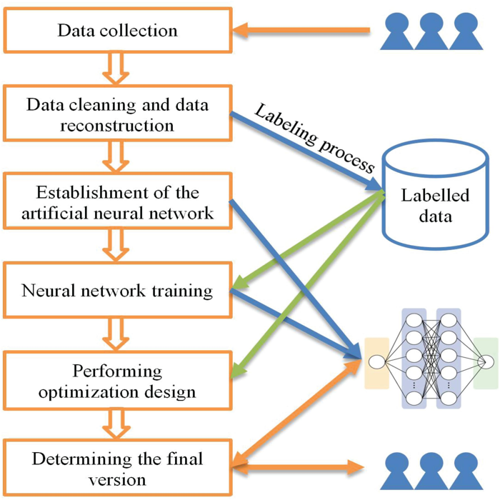 Data collection
Data cleaning and data
reconstruction
Labeling process
Labelled
data
Establishment of the
artificial neural network
Neural network training
Performing
optimization design
Determining the final
version